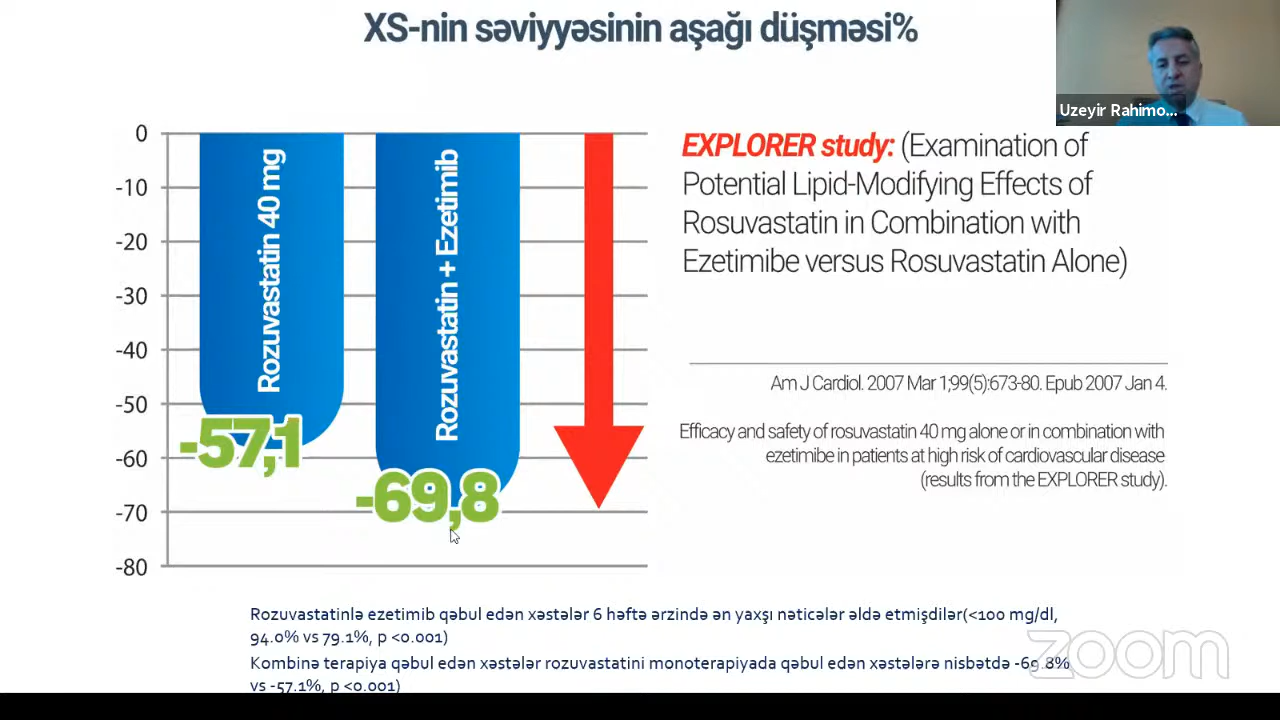 XS-nin səviyyəsinin aşağı düşməsi%
Uzeyir Rahimo...
0
-10
-20
-30
-40
-50
-60
-70
-80
Rozuvastatin 40 mg
-57,1
Rozuvastatin + Ezetimib
-69,8
EXPLORER study: (Examination of
Potential Lipid-Modifying Effects of
Rosuvastatin in Combination with
Ezetimibe versus Rosuvastatin Alone)
Am J Cardiol. 2007 Mar 1;99(5):673-80. Epub 2007 Jan 4.
Efficacy and safety of rosuvastatin 40 mg alone or in combination with
ezetimibe in patients at high risk of cardiovascular disease
(results from the EXPLORER study).
Rozuvastatinlə ezetimib qəbul edən xəstələr 6 həftə ərzində ən yaxşı nəticələr əldə etmişdilər(<100 mg/dl,
94.0% vs 79.1%, p <0.001)
Kombinə terapiya qəbul edən xəstələr rozuvastatini monoterapiyada qəbul edən xəstələrə nisbətdə -69.8%
vs -57.1%, p <0.001)
zoom